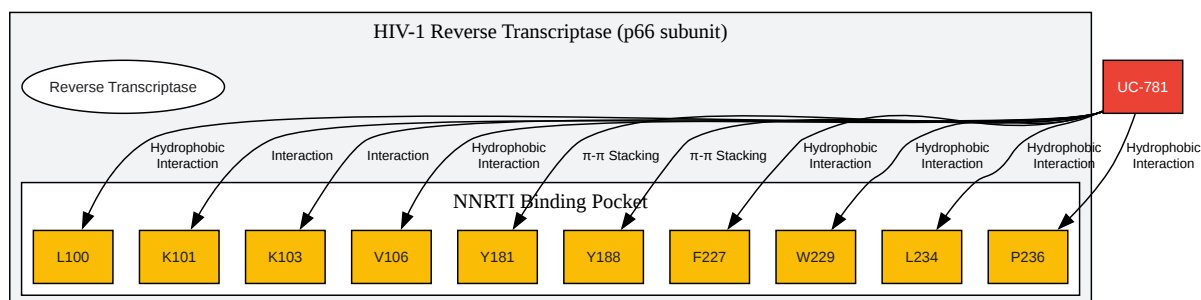 HIV-1 Reverse Transcriptase (p66 subunit)
Reverse Transcriptase
UC-781
Hydrophobic
Interaction
Interaction
Interaction
Hydrophobic
Interaction
π-π Stacking
π-π Stacking
Hydrophobic
Interaction
Hydrophobic
Interaction
Hydrophobic
Interaction
Hydrophobic
Interaction
NNRTI Binding Pocket
L100
K101
K103
V106
Y181
Y188
F227
W229
L234
P236